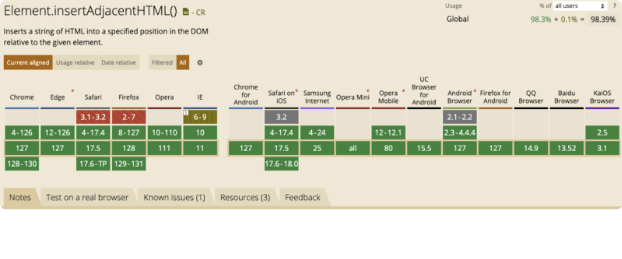 Element.insertAdjacentHTML() - CR
Usage % of all users ?
Global 98.3% + 0.1% = 98.39%
Inserts a string of HTML into a specified position in the DOM
relative to the given element.
Current aligned Usage relative Date relative Filtered All
Chrome Edge * Safari Firefox Opera IE Chrome for Android Safari on iOS * Samsung Internet Opera Mini * Opera Mobile * UC Browser for Android Android Browser * Firefox for Android QQ Browser Baidu Browser KaiOS Browser
3.1-3.2 2-7 6-9 3.2 2.1-2.2
4-126 12-126 4-17.4 8-127 10-110 10 4-17.4 4-24 12-12.1 2.3-4.4.4 2.5
127 127 17.5 128 111 11 127 17.5 25 all 80 15.5 127 127 14.9 13.52 3.1
128-130 17.6-TP 129-131 17.6-18.0
Notes Test on a real browser Known issues (1) Resources (3) Feedback